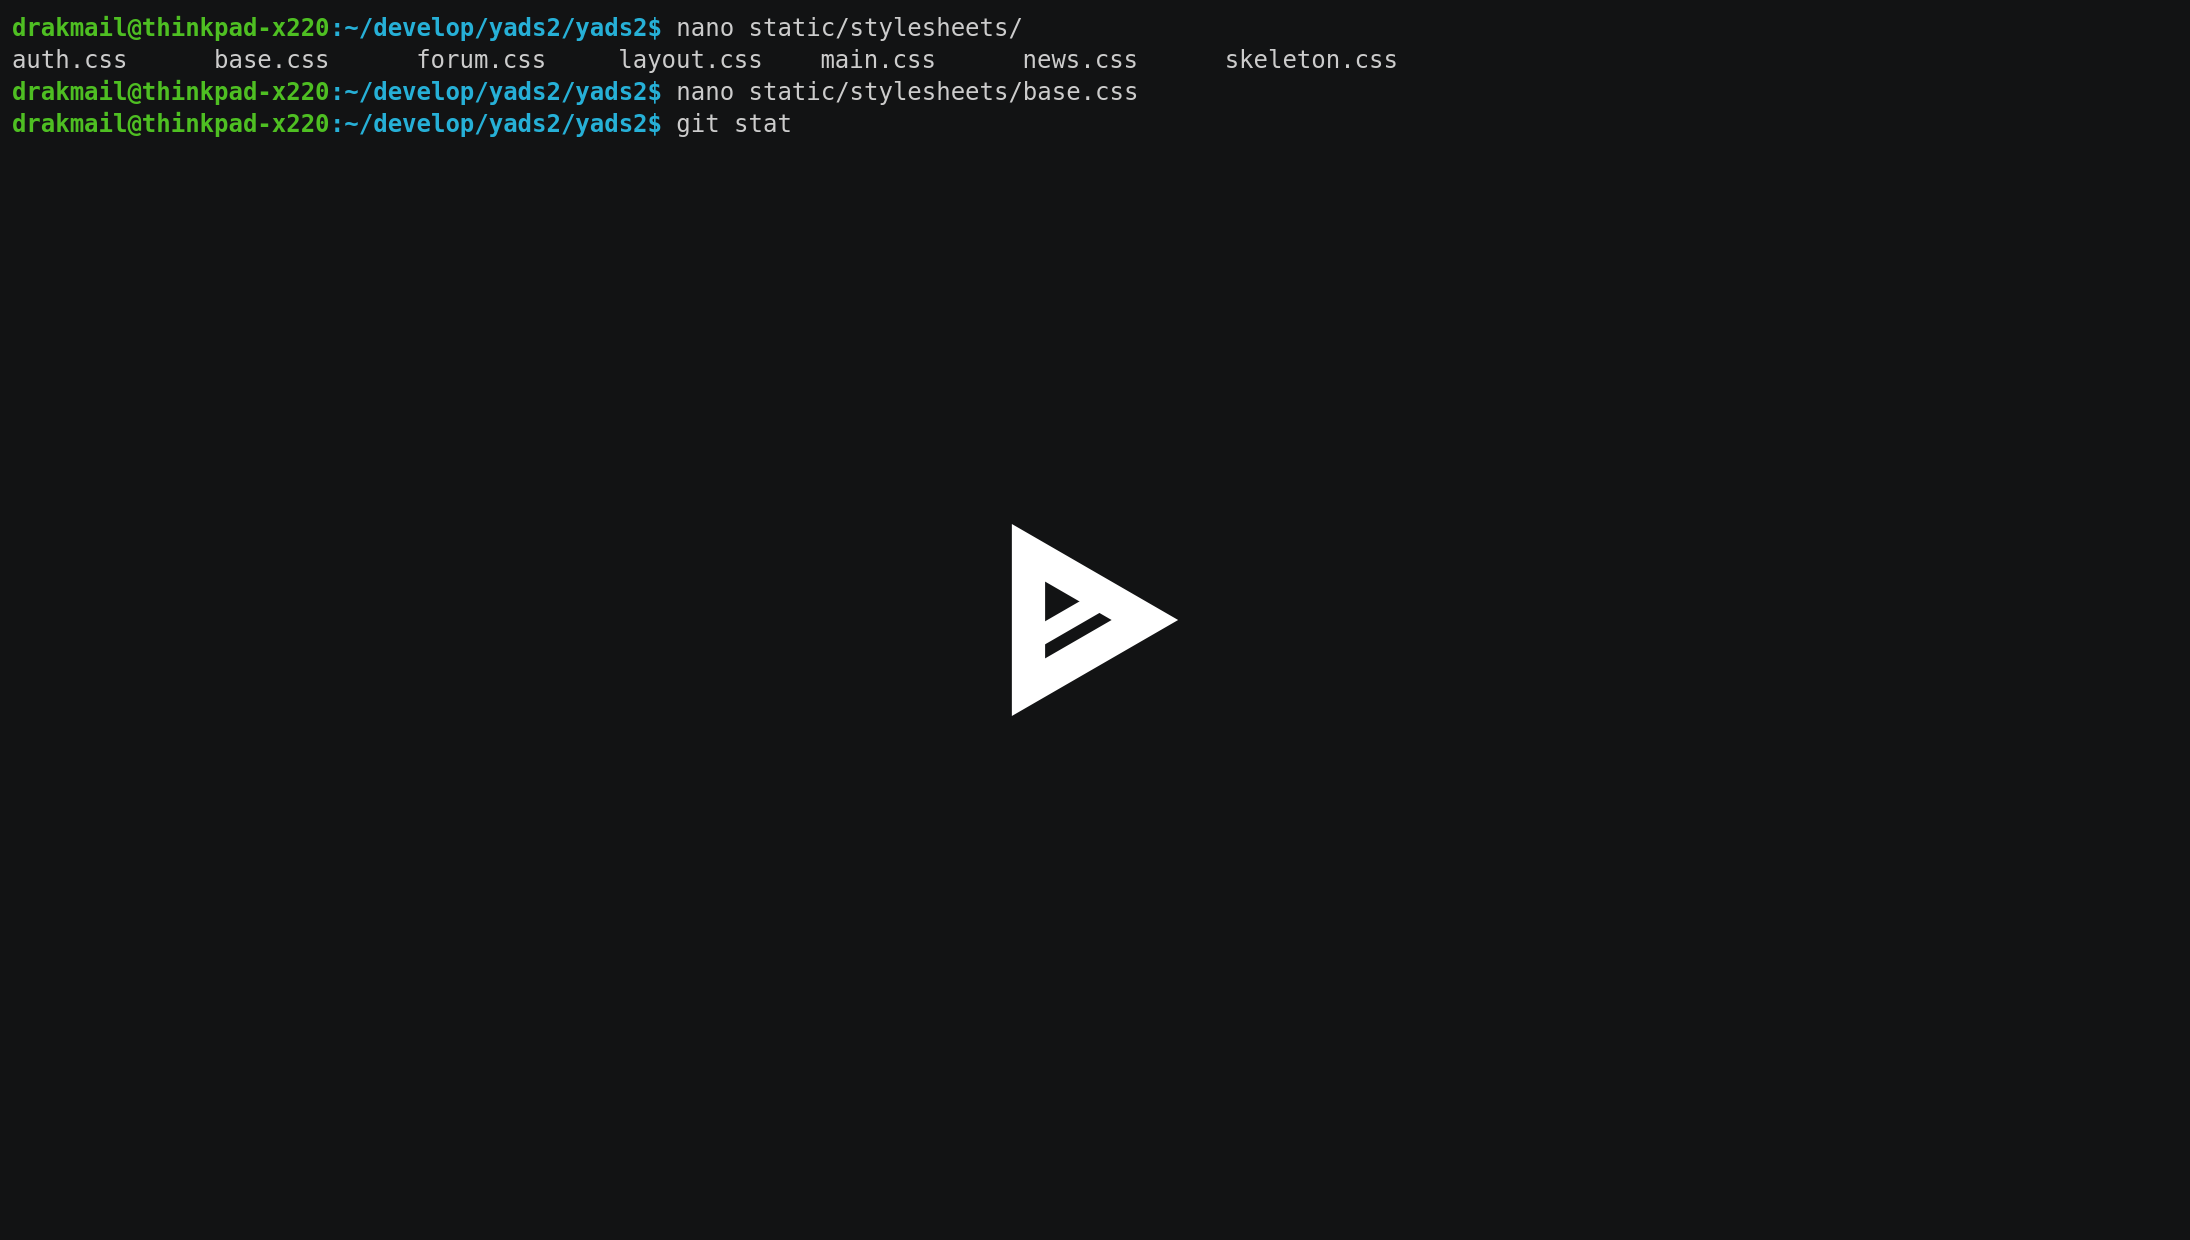 drakmail@thinkpad-x220:~/develop/yads2/yads2$ nano static/stylesheets/
auth.css      base.css      forum.css     layout.css    main.css      news.css      skeleton.css
drakmail@thinkpad-x220:~/develop/yads2/yads2$ nano static/stylesheets/base.css
drakmail@thinkpad-x220:~/develop/yads2/yads2$ git stat